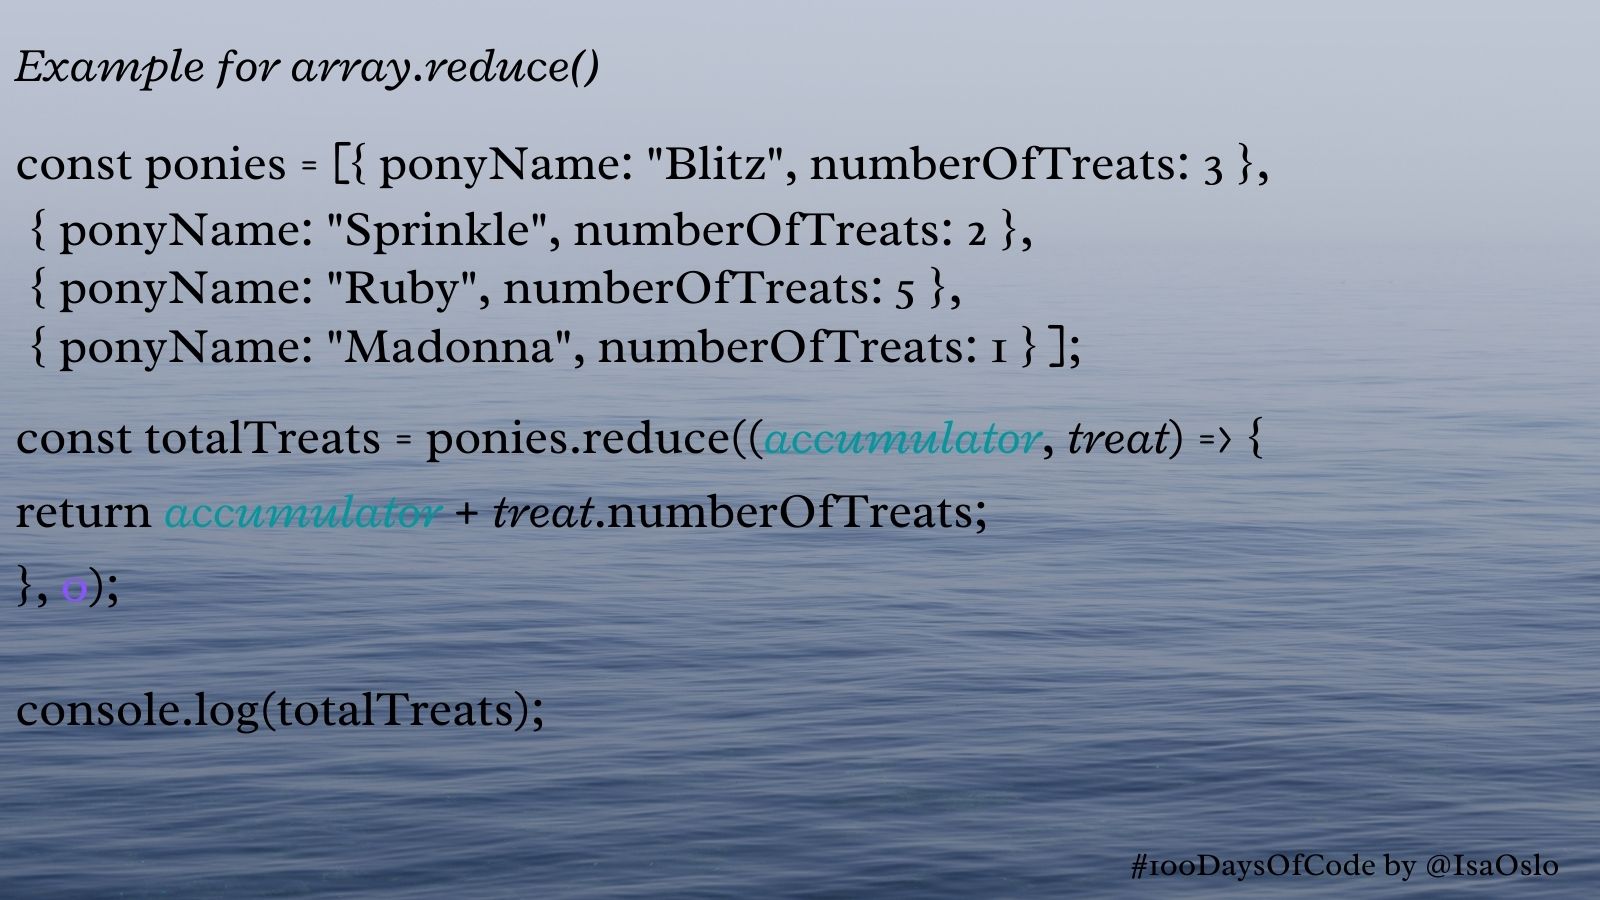 Example for array.reduce()
const ponies = [{ ponyName: "Blitz", numberOfTreats: 3 },
{ ponyName: "Sprinkle", numberOfTreats: 2 },
{ ponyName: "Ruby", numberOfTreats: 5 },
{ ponyName: "Madonna", numberOfTreats: 1 } ];
const totalTreats = ponies.reduce((accumulator, treat) => {
return accumulator + treat.numberOfTreats;
}, 0);
console.log(totalTreats);
#100DaysOfCode by @IsaOslo